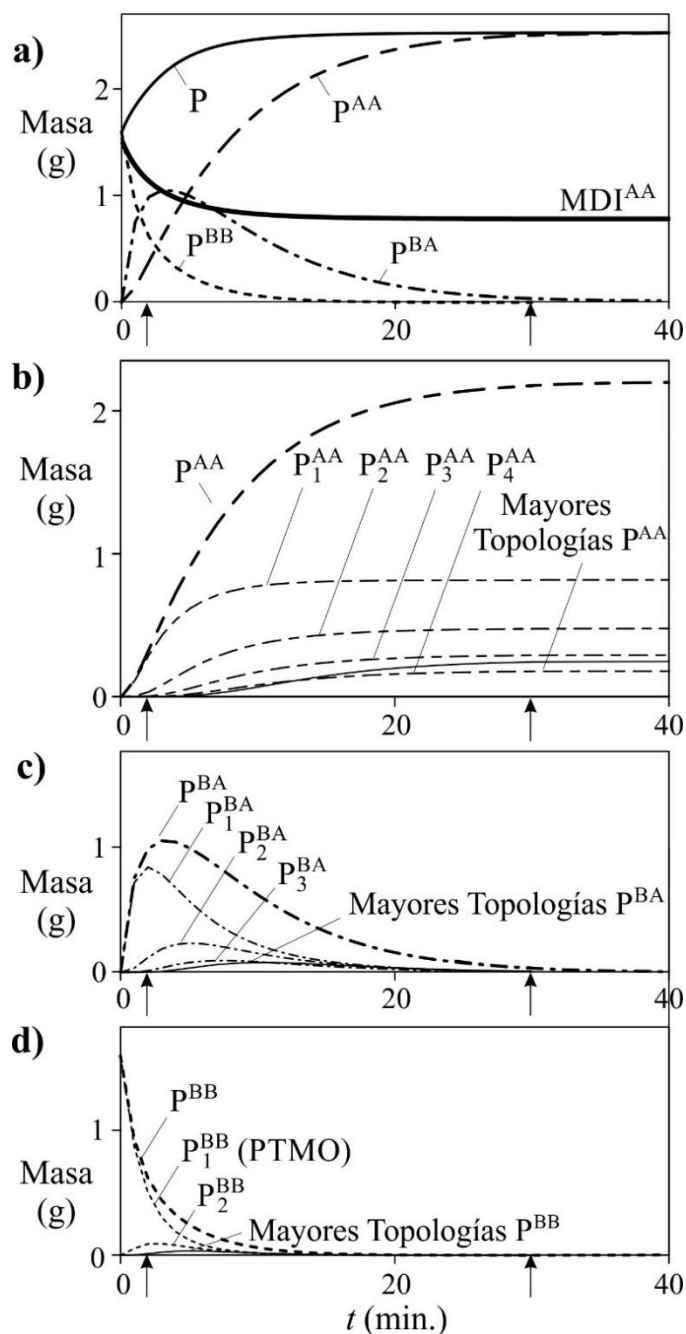 a)
2
P
P^AA
Masa
(g)
1
MDI^AA
P^BB
P^BA
0
0
20
40
b)
2
P^AA
P_1^AA
P_2^AA
P_3^AA
P_4^AA
Masa
(g)
Mayores
Topologías P^AA
1
0
0
20
40
c)
P^BA
P_1^BA
1
P_2^BA
Masa
(g)
P_3^BA
Mayores Topologías P^BA
0
0
20
40
d)
P^BB
1
P_1^BB (PTMO)
Masa
(g)
P_2^BB
Mayores Topologías P^BB
0
0
20
40
t (min.)